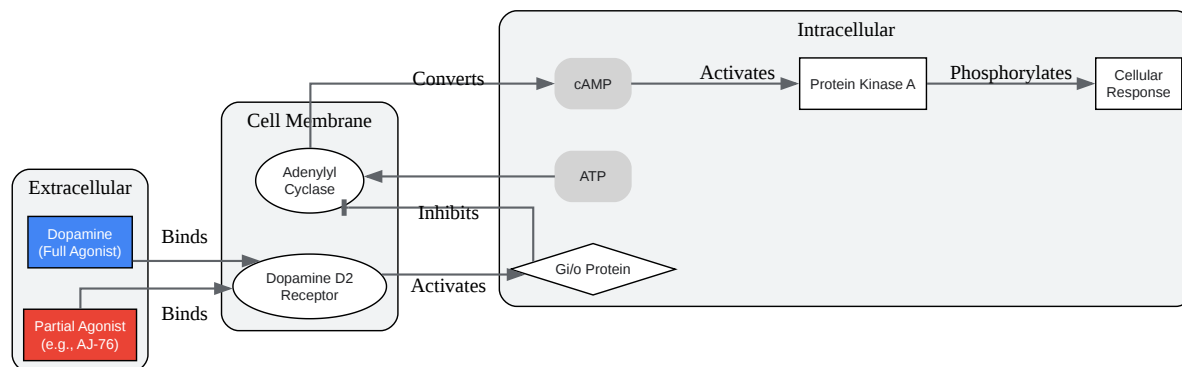 Intracellular
Converts
cAMP
Activates
Protein Kinase A
Phosphorylates
Cellular
Response
Cell Membrane
Adenylyl
Cyclase
ATP
Extracellular
Inhibits
Dopamine
(Full Agonist)
Binds
Dopamine D2
Receptor
Activates
Gi/o Protein
Binds
Partial Agonist
(e.g., AJ-76)